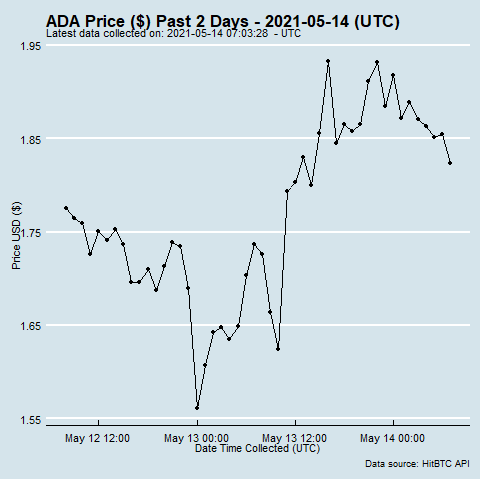 ADA Price ($) Past 2 Days - 2021-05-14 (UTC)
Latest data collected on: 2021-05-14 07:03:28  - UTC
1.95
1.85
1.75
1.65
1.55
Price USD ($)
May 12 12:00
May 13 00:00
May 13 12:00
May 14 00:00
Date Time Collected (UTC)
Data source: HitBTC API